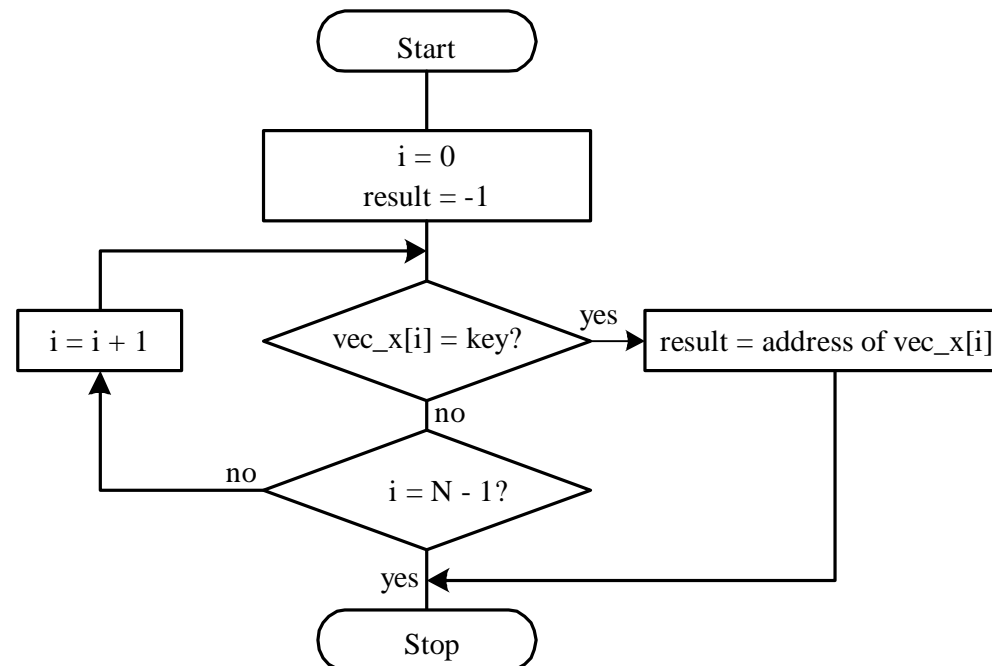 Start
i = 0
result = -1
i = i + 1
vec_x[i] = key?
yes
result = address of vec_x[i]
no
no
i = N - 1?
yes
Stop